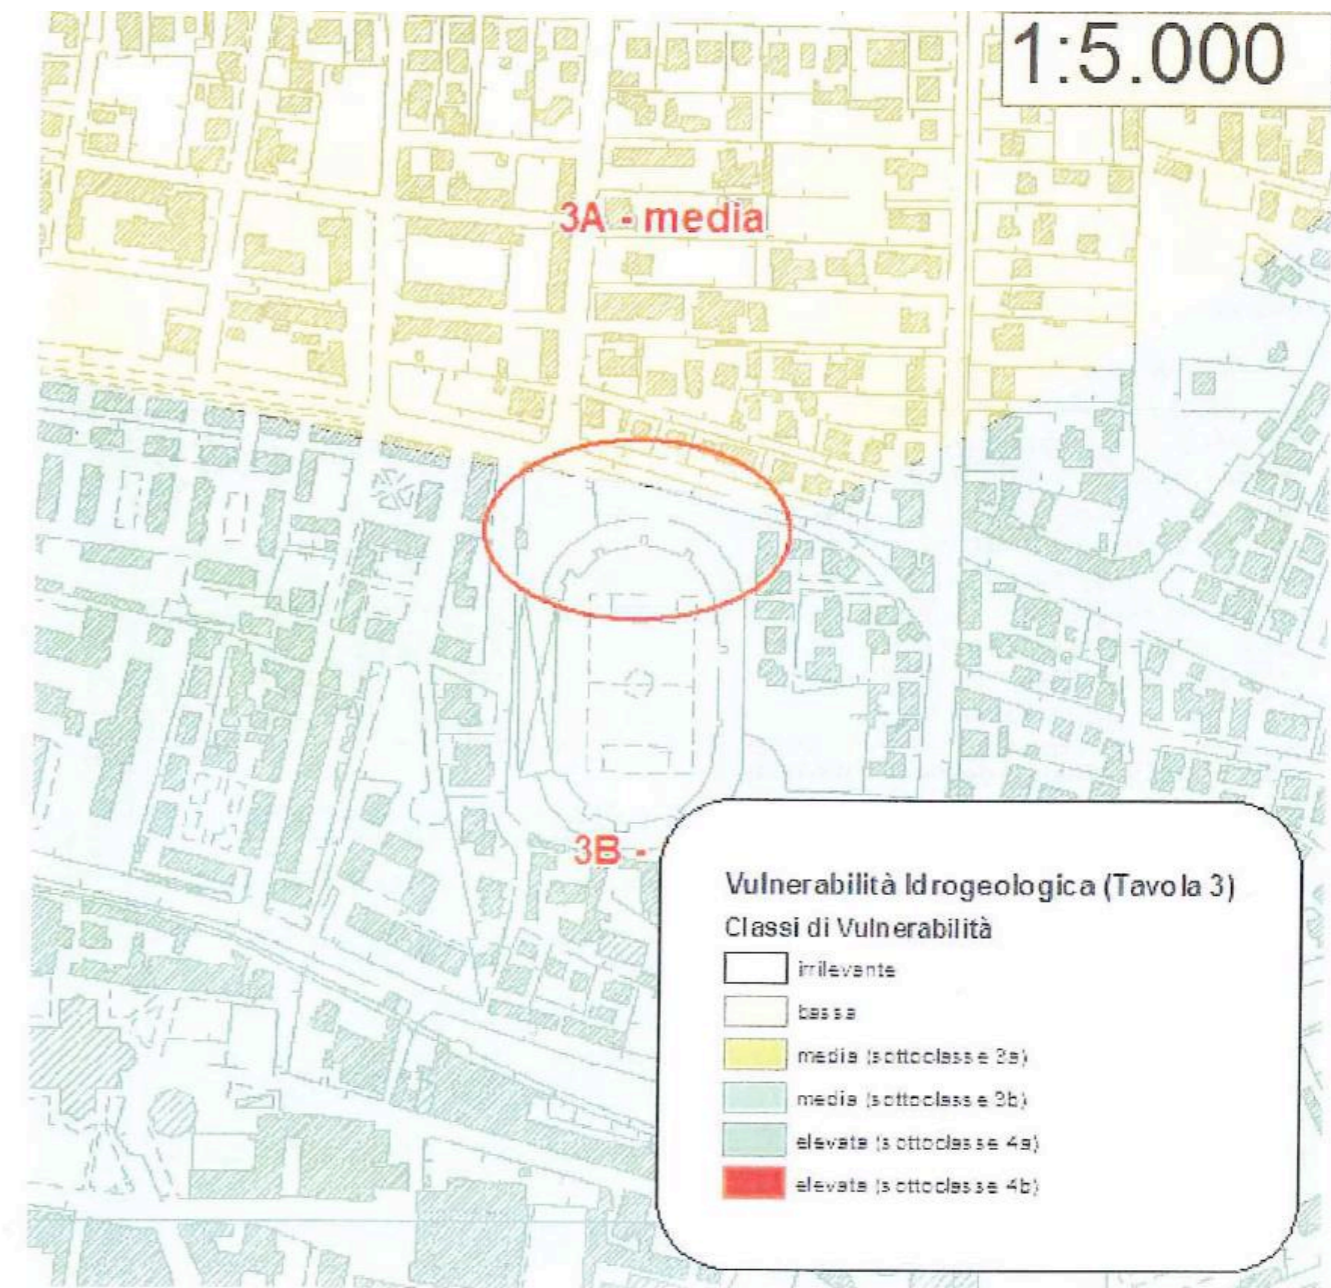 1:5.000
3A - media
3B -
Vulnerabilità Idrogeologica (Tavola 3)
Classi di Vulnerabilità
irrilevante
bassa
media (sottoclasse 3a)
media (sottoclasse 3b)
elevata (sottoclasse 4a)
elevata (sottoclasse 4b)